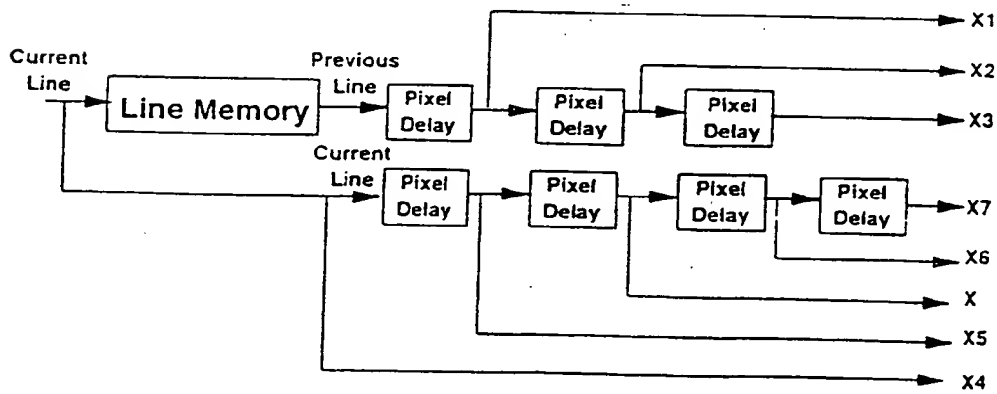 X1
Current
Line
Previous
Line
X2
Line Memory
Pixel
Delay
Pixel
Delay
Pixel
Delay
X3
Current
Line
Pixel
Delay
Pixel
Delay
Pixel
Delay
Pixel
Delay
X7
X6
X
X5
X4